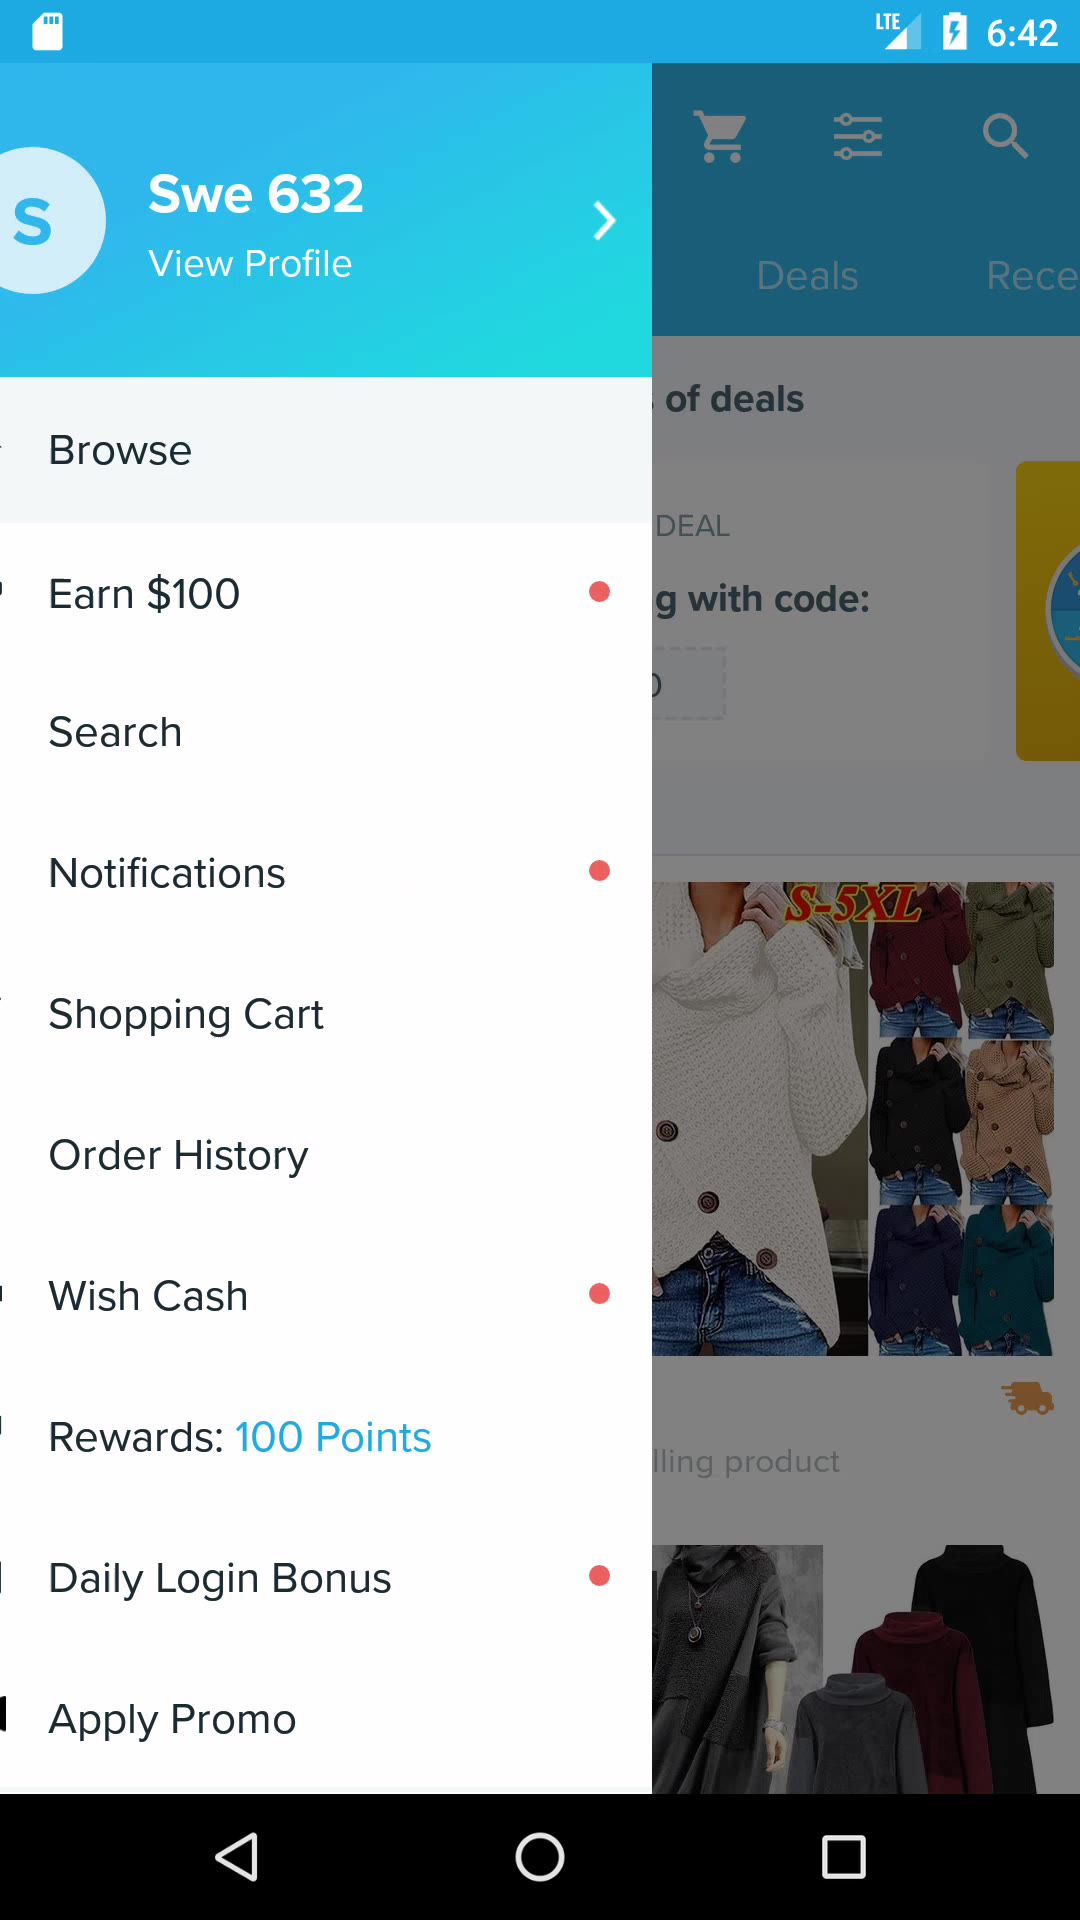 LTE 6:42
S
Swe 632
View Profile
Deals
of deals
Browse
DEAL
Earn $100
g with code:
Search
Notifications
S-5XL
Shopping Cart
Order History
Wish Cash
Rewards: 100 Points
lling product
Daily Login Bonus
Apply Promo